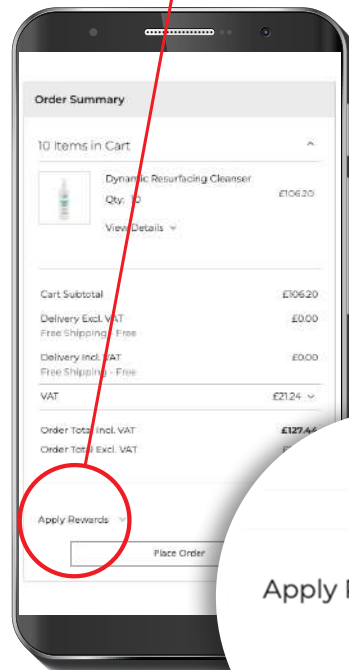 Order Summary
10 Items in Cart
Dynamic Resurfacing Cleanser
Qty: 10
£106.20
View Details
Cart Subtotal £106.20
Delivery Excl. VAT £0.00
Free Shipping - Free
Delivery Incl. VAT £0.00
Free Shipping - Free
VAT £21.24
Order Total Incl. VAT £127.44
Order Total Excl. VAT
Apply Rewards
Place Order
Apply